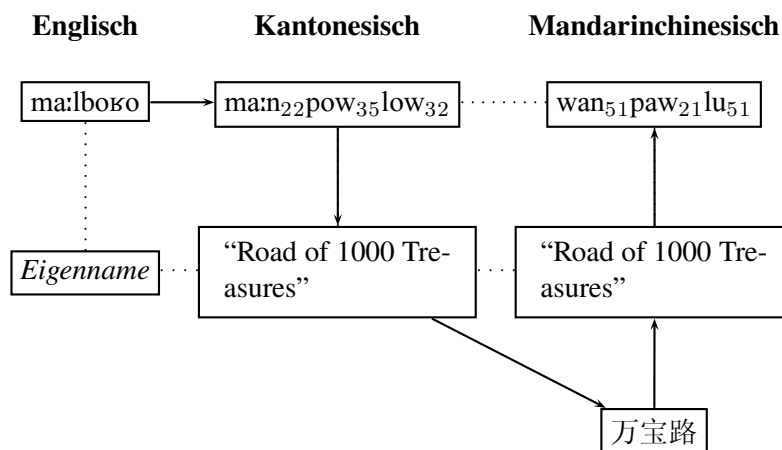 Englisch Kantonesisch Mandarinchinesisch
maːlboʁo maːn₂₂pow₃₅low₃₂ wan₅₁paw₂₁lu₅₁
Eigenname “Road of 1000 Tre- “Road of 1000 Tre-
asures” asures”
万宝路